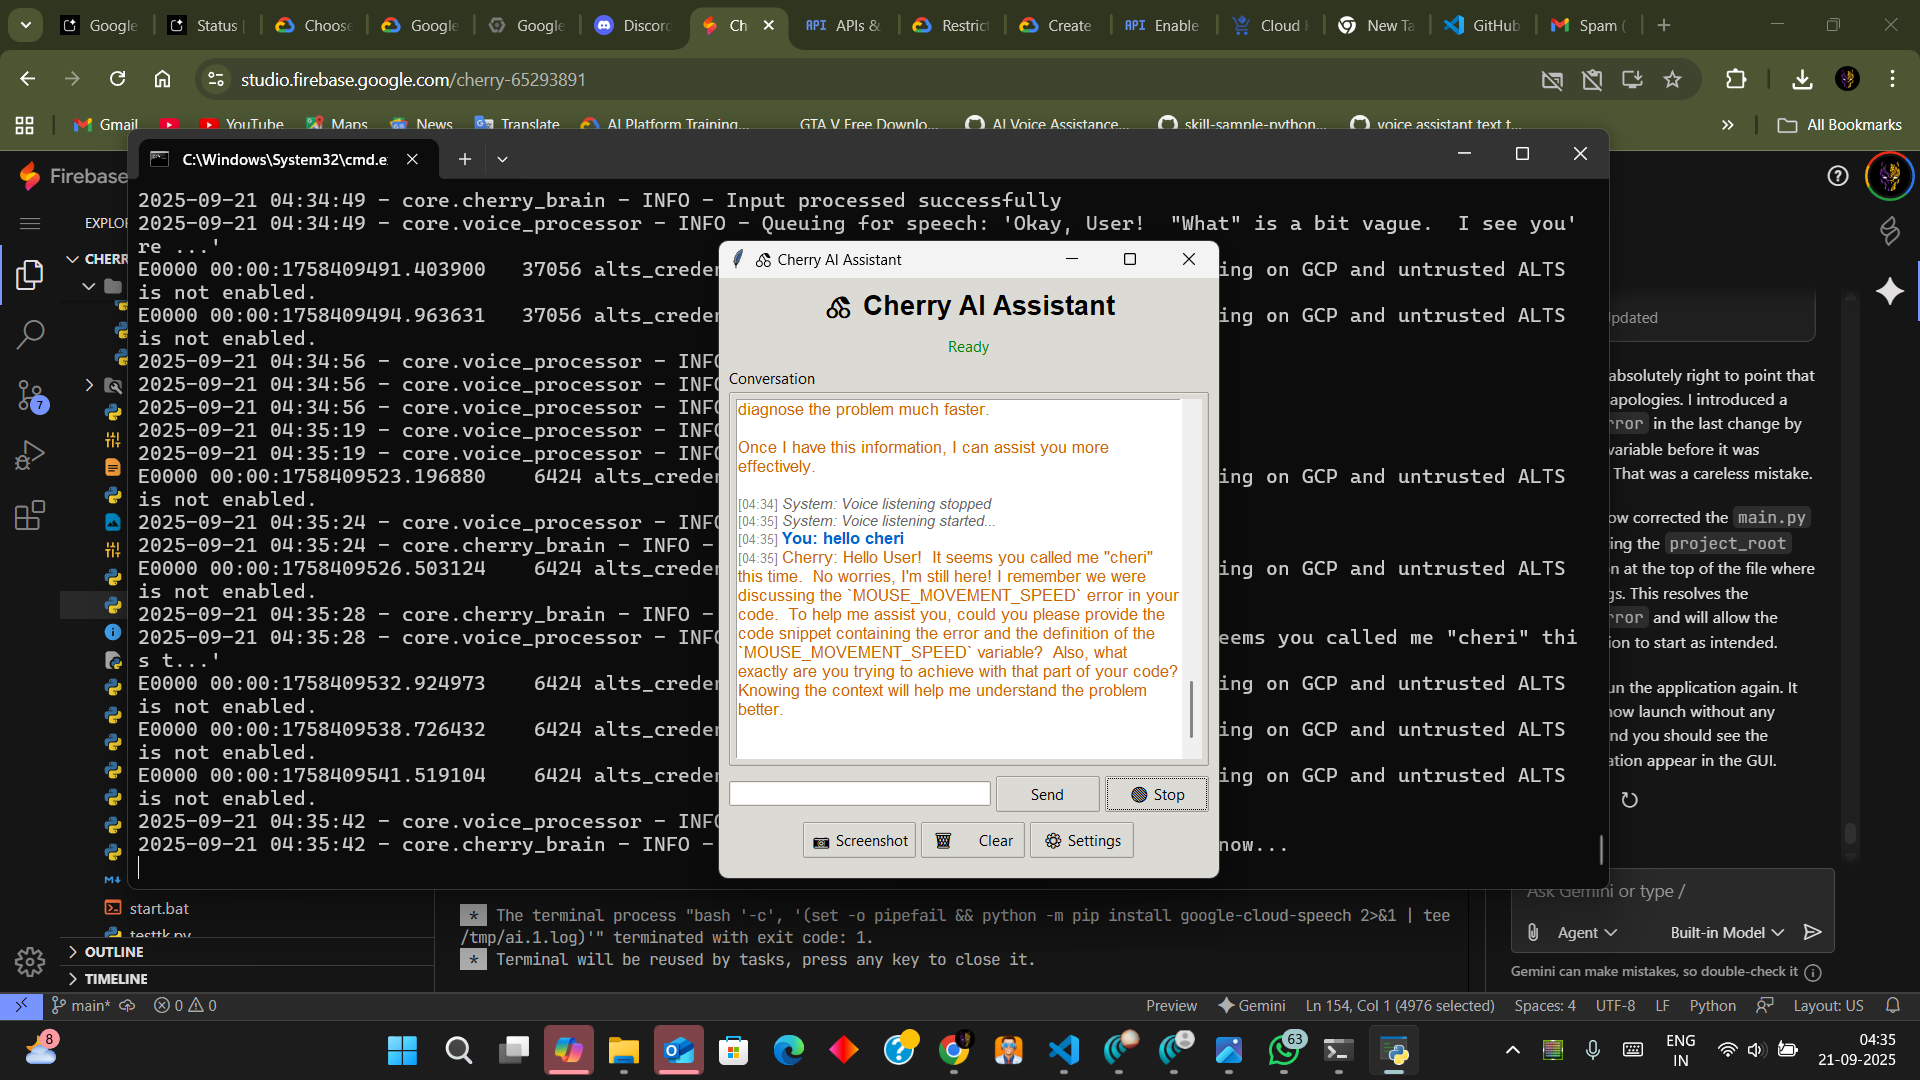 Google
Status
Choose
Google
Google
Discord
Ch
APIs &
Restric
Create
Enable
Cloud
New Ta
GitHub
Spam (
studio.firebase.google.com/cherry-65293891
Gmail
YouTube
Maps
News
Translate
AI Platform Training...
GTA V Free Downlo...
AI Voice Assistance...
skill-sample-python...
voice assistant text t...
All Bookmarks
C:\Windows\System32\cmd.e
Firebase
EXPLOR
CHERR
2025-09-21 04:34:49 - core.cherry_brain - INFO - Input processed successfully
2025-09-21 04:34:49 - core.voice_processor - INFO - Queuing for speech: 'Okay, User!  "What" is a bit vague.  I see you'
re ...'
E0000 00:00:1758409491.403900   37056 alts_creder
ing on GCP and untrusted ALTS
is not enabled.
E0000 00:00:1758409494.963631   37056 alts_creder
ing on GCP and untrusted ALTS
is not enabled.
2025-09-21 04:34:56 - core.voice_processor - INFO
2025-09-21 04:34:56 - core.voice_processor - INFO
2025-09-21 04:34:56 - core.voice_processor - INFO
2025-09-21 04:35:19 - core.voice_processor - INFO
2025-09-21 04:35:19 - core.voice_processor - INFO
E0000 00:00:1758409523.196880    6424 alts_creder
ing on GCP and untrusted ALTS
is not enabled.
2025-09-21 04:35:24 - core.voice_processor - INFO
2025-09-21 04:35:24 - core.cherry_brain - INFO -
E0000 00:00:1758409526.503124    6424 alts_creder
ing on GCP and untrusted ALTS
is not enabled.
2025-09-21 04:35:28 - core.cherry_brain - INFO -
2025-09-21 04:35:28 - core.voice_processor - INFO
eems you called me "cheri" thi
s t...'
E0000 00:00:1758409532.924973    6424 alts_creder
ing on GCP and untrusted ALTS
is not enabled.
E0000 00:00:1758409538.726432    6424 alts_creder
ing on GCP and untrusted ALTS
is not enabled.
E0000 00:00:1758409541.519104    6424 alts_creder
ing on GCP and untrusted ALTS
is not enabled.
2025-09-21 04:35:42 - core.voice_processor - INFO
2025-09-21 04:35:42 - core.cherry_brain - INFO -
now...
Cherry AI Assistant
Cherry AI Assistant
Ready
Conversation
diagnose the problem much faster.
Once I have this information, I can assist you more
effectively.
[04:34] System: Voice listening stopped
[04:35] System: Voice listening started...
[04:35] You: hello cheri
[04:35] Cherry: Hello User!  It seems you called me "cheri"
this time.  No worries, I'm still here! I remember we were
discussing the `MOUSE_MOVEMENT_SPEED` error in your
code.  To help me assist you, could you please provide the
code snippet containing the error and the definition of the
`MOUSE_MOVEMENT_SPEED` variable?  Also, what
exactly are you trying to achieve with that part of your code?
Knowing the context will help me understand the problem
better.
Send
Stop
Screenshot
Clear
Settings
pdated
absolutely right to point that
apologies. I introduced a
rror in the last change by
variable before it was
That was a careless mistake.
ow corrected the main.py
ing the project_root
n at the top of the file where
gs. This resolves the
rror and will allow the
ion to start as intended.
un the application again. It
now launch without any
nd you should see the
ation appear in the GUI.
Ask Gemini or type /
Agent
Built-in Model
Gemini can make mistakes, so double-check it
7
start.bat
testtk.py
OUTLINE
TIMELINE
* The terminal process "bash '-c', '(set -o pipefail && python -m pip install google-cloud-speech 2>&1 | tee
/tmp/ai.1.log)'" terminated with exit code: 1.
* Terminal will be reused by tasks, press any key to close it.
main*
0
0
Preview
Gemini
Ln 154, Col 1 (4976 selected)
Spaces: 4
UTF-8
LF
Python
Layout: US
8
63
ENG
IN
04:35
21-09-2025